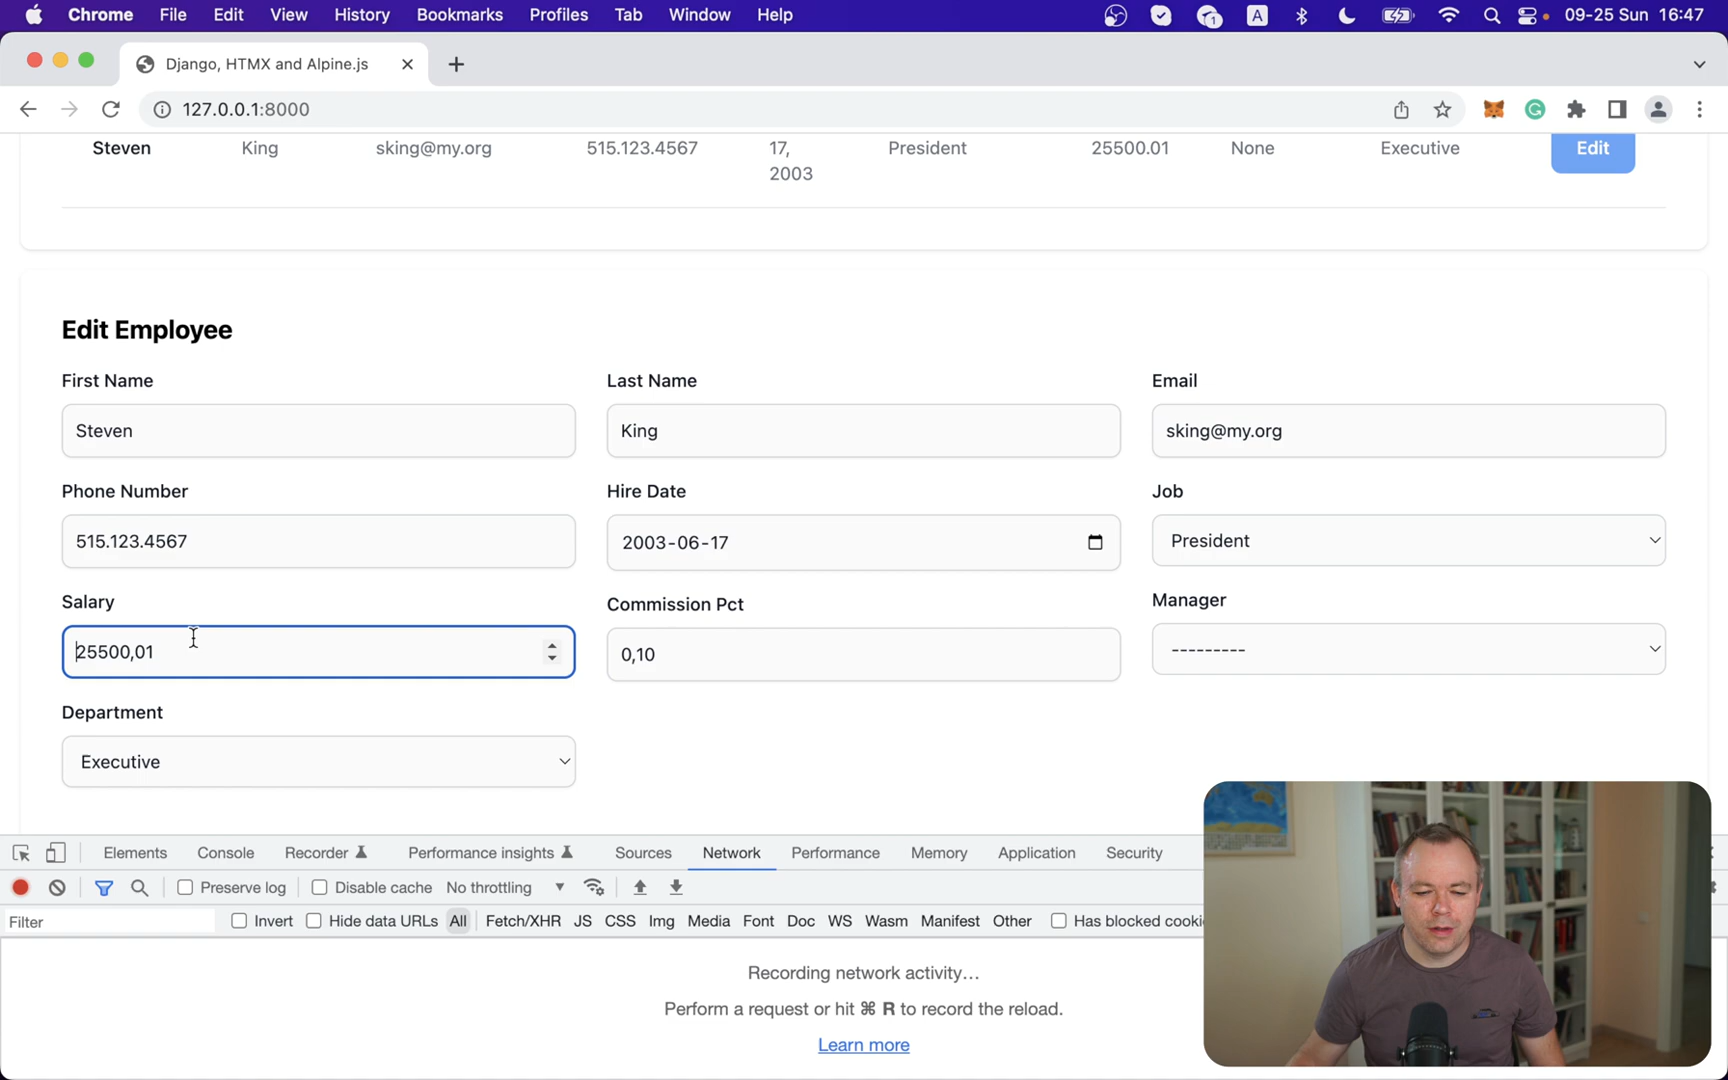 Chrome File Edit View History Bookmarks Profiles Tab Window Help 1 A 09-25 Sun 16:47
Django, HTMX and Alpine.js
127.0.0.1:8000
Steven King sking@my.org 515.123.4567 17, President 25500.01 None Executive Edit
2003
Edit Employee
First Name Last Name Email
Steven King sking@my.org
Phone Number Hire Date Job
515.123.4567 2003-06-17 President
Salary Commission Pct Manager
25500,01 0,10 ---------
Department
Executive
Elements Console Recorder Performance insights Sources Network Performance Memory Application Security
Preserve log Disable cache No throttling
Filter Invert Hide data URLs All Fetch/XHR JS CSS Img Media Font Doc WS Wasm Manifest Other Has blocked cooki
Recording network activity…
Perform a request or hit ⌘ R to record the reload.
Learn more